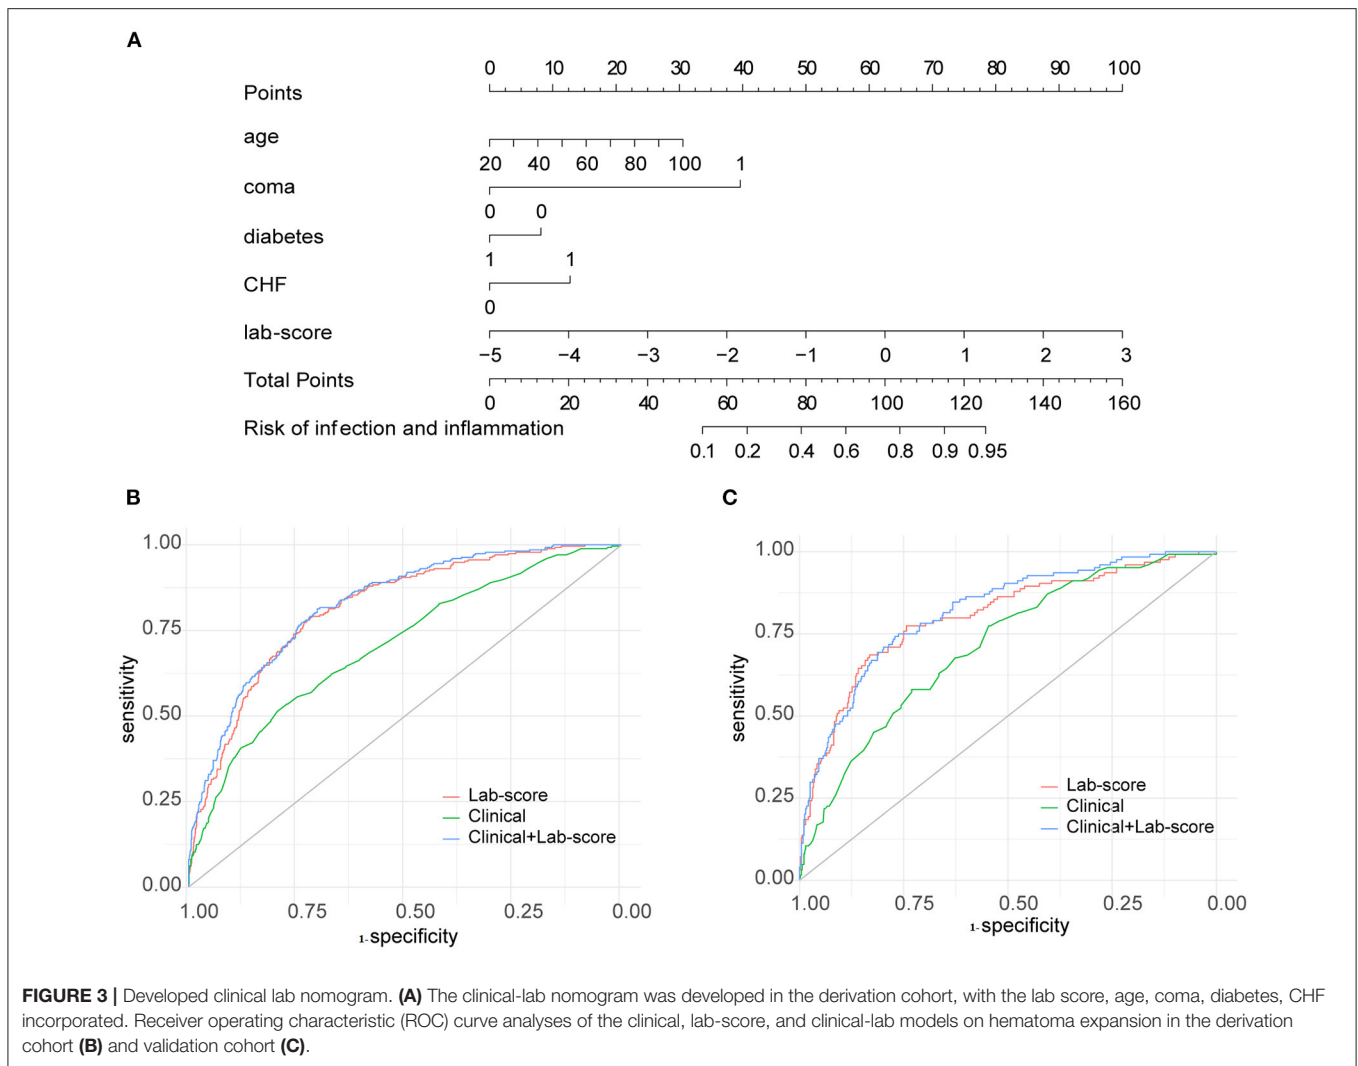 A
0 10 20 30 40 50 60 70 80 90 100
Points
age
20 40 60 80 100 1
coma
0 0
diabetes
1 1
CHF
0
lab-score
−5 −4 −3 −2 −1 0 1 2 3
Total Points
0 20 40 60 80 100 120 140 160
Risk of infection and inflammation
0.1 0.2 0.4 0.6 0.8 0.9 0.95
B
1.00
0.75
0.50
0.25
0.00
sensitivity
Lab-score
Clinical
Clinical+Lab-score
1.00 0.75 0.50 0.25 0.00
1-specificity
C
1.00
0.75
0.50
0.25
0.00
sensitivity
Lab-score
Clinical
Clinical+Lab-score
1.00 0.75 0.50 0.25 0.00
1-specificity
FIGURE 3 | Developed clinical lab nomogram. (A) The clinical-lab nomogram was developed in the derivation cohort, with the lab score, age, coma, diabetes, CHF
incorporated. Receiver operating characteristic (ROC) curve analyses of the clinical, lab-score, and clinical-lab models on hematoma expansion in the derivation
cohort (B) and validation cohort (C).